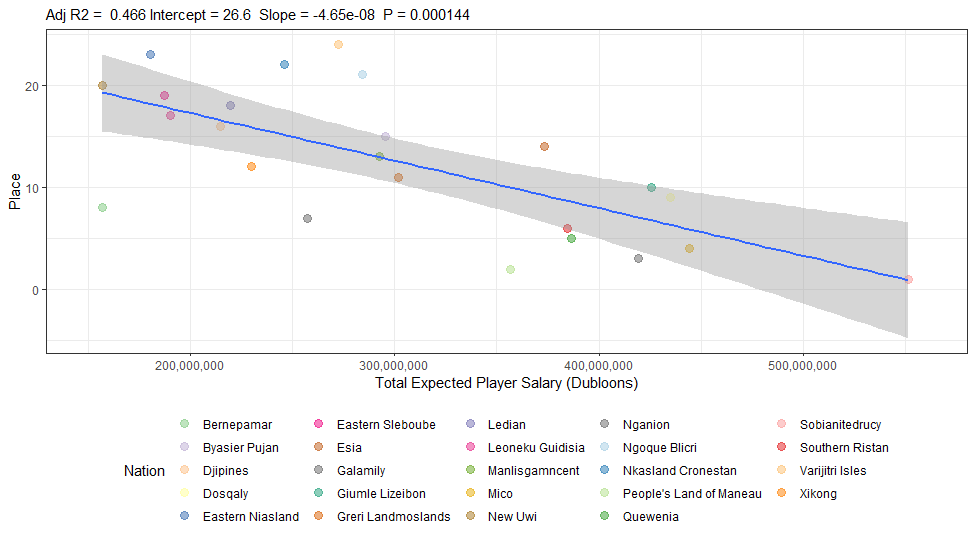 Adj R2 =  0.466 Intercept = 26.6  Slope = -4.65e-08  P = 0.000144
Place
20
10
0
200,000,000 300,000,000 400,000,000 500,000,000
Total Expected Player Salary (Dubloons)
Nation
Bernepamar Eastern Sleboube Ledian Nganion Sobianitedrucy
Byasier Pujan Esia Leoneku Guidisia Ngoque Blicri Southern Ristan
Djipines Galamily Manlisgamncent Nkasland Cronestan Varijitri Isles
Dosqaly Giumle Lizeibon Mico People's Land of Maneau Xikong
Eastern Niasland Greri Landmoslands New Uwi Quewenia